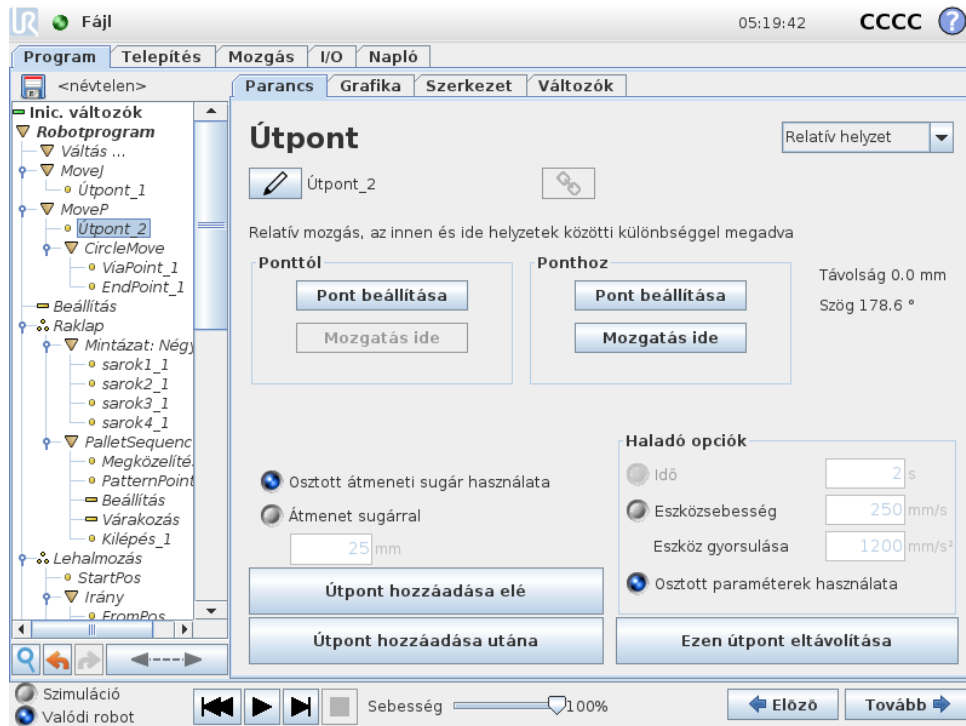 UR Fájl 05:19:42 CCCC ?
Program Telepítés Mozgás I/O Napló
<névtelen>
Parancs Grafika Szerkezet Változók
Inic. változók
Robotprogram
Váltás ...
MoveJ
Útpont_1
MoveP
Útpont_2
CircleMove
ViaPoint_1
EndPoint_1
Beállítás
Raklap
Mintázat: Négy
sarok1_1
sarok2_1
sarok3_1
sarok4_1
PalletSequenc
Megközelítés
PatternPoint
Beállítás
Várakozás
Kilépés_1
Lehalmozás
StartPos
Irány
FromPos
Útpont
Relatív helyzet
Útpont_2
Relatív mozgás, az innen és ide helyzetek közötti különbséggel megadva
Ponttól
Pont beállítása
Mozgatás ide
Ponthoz
Pont beállítása
Mozgatás ide
Távolság 0.0 mm
Szög 178.6 °
Osztott átmeneti sugár használata
Átmenet sugárral
25 mm
Haladó opciók
Idő 2 s
Eszközsebesség 250 mm/s
Eszköz gyorsulása 1200 mm/s²
Osztott paraméterek használata
Útpont hozzáadása elé
Útpont hozzáadása utána
Ezen útpont eltávolítása
Szimuláció
Valódi robot
Sebesség 100%
Előző
Tovább